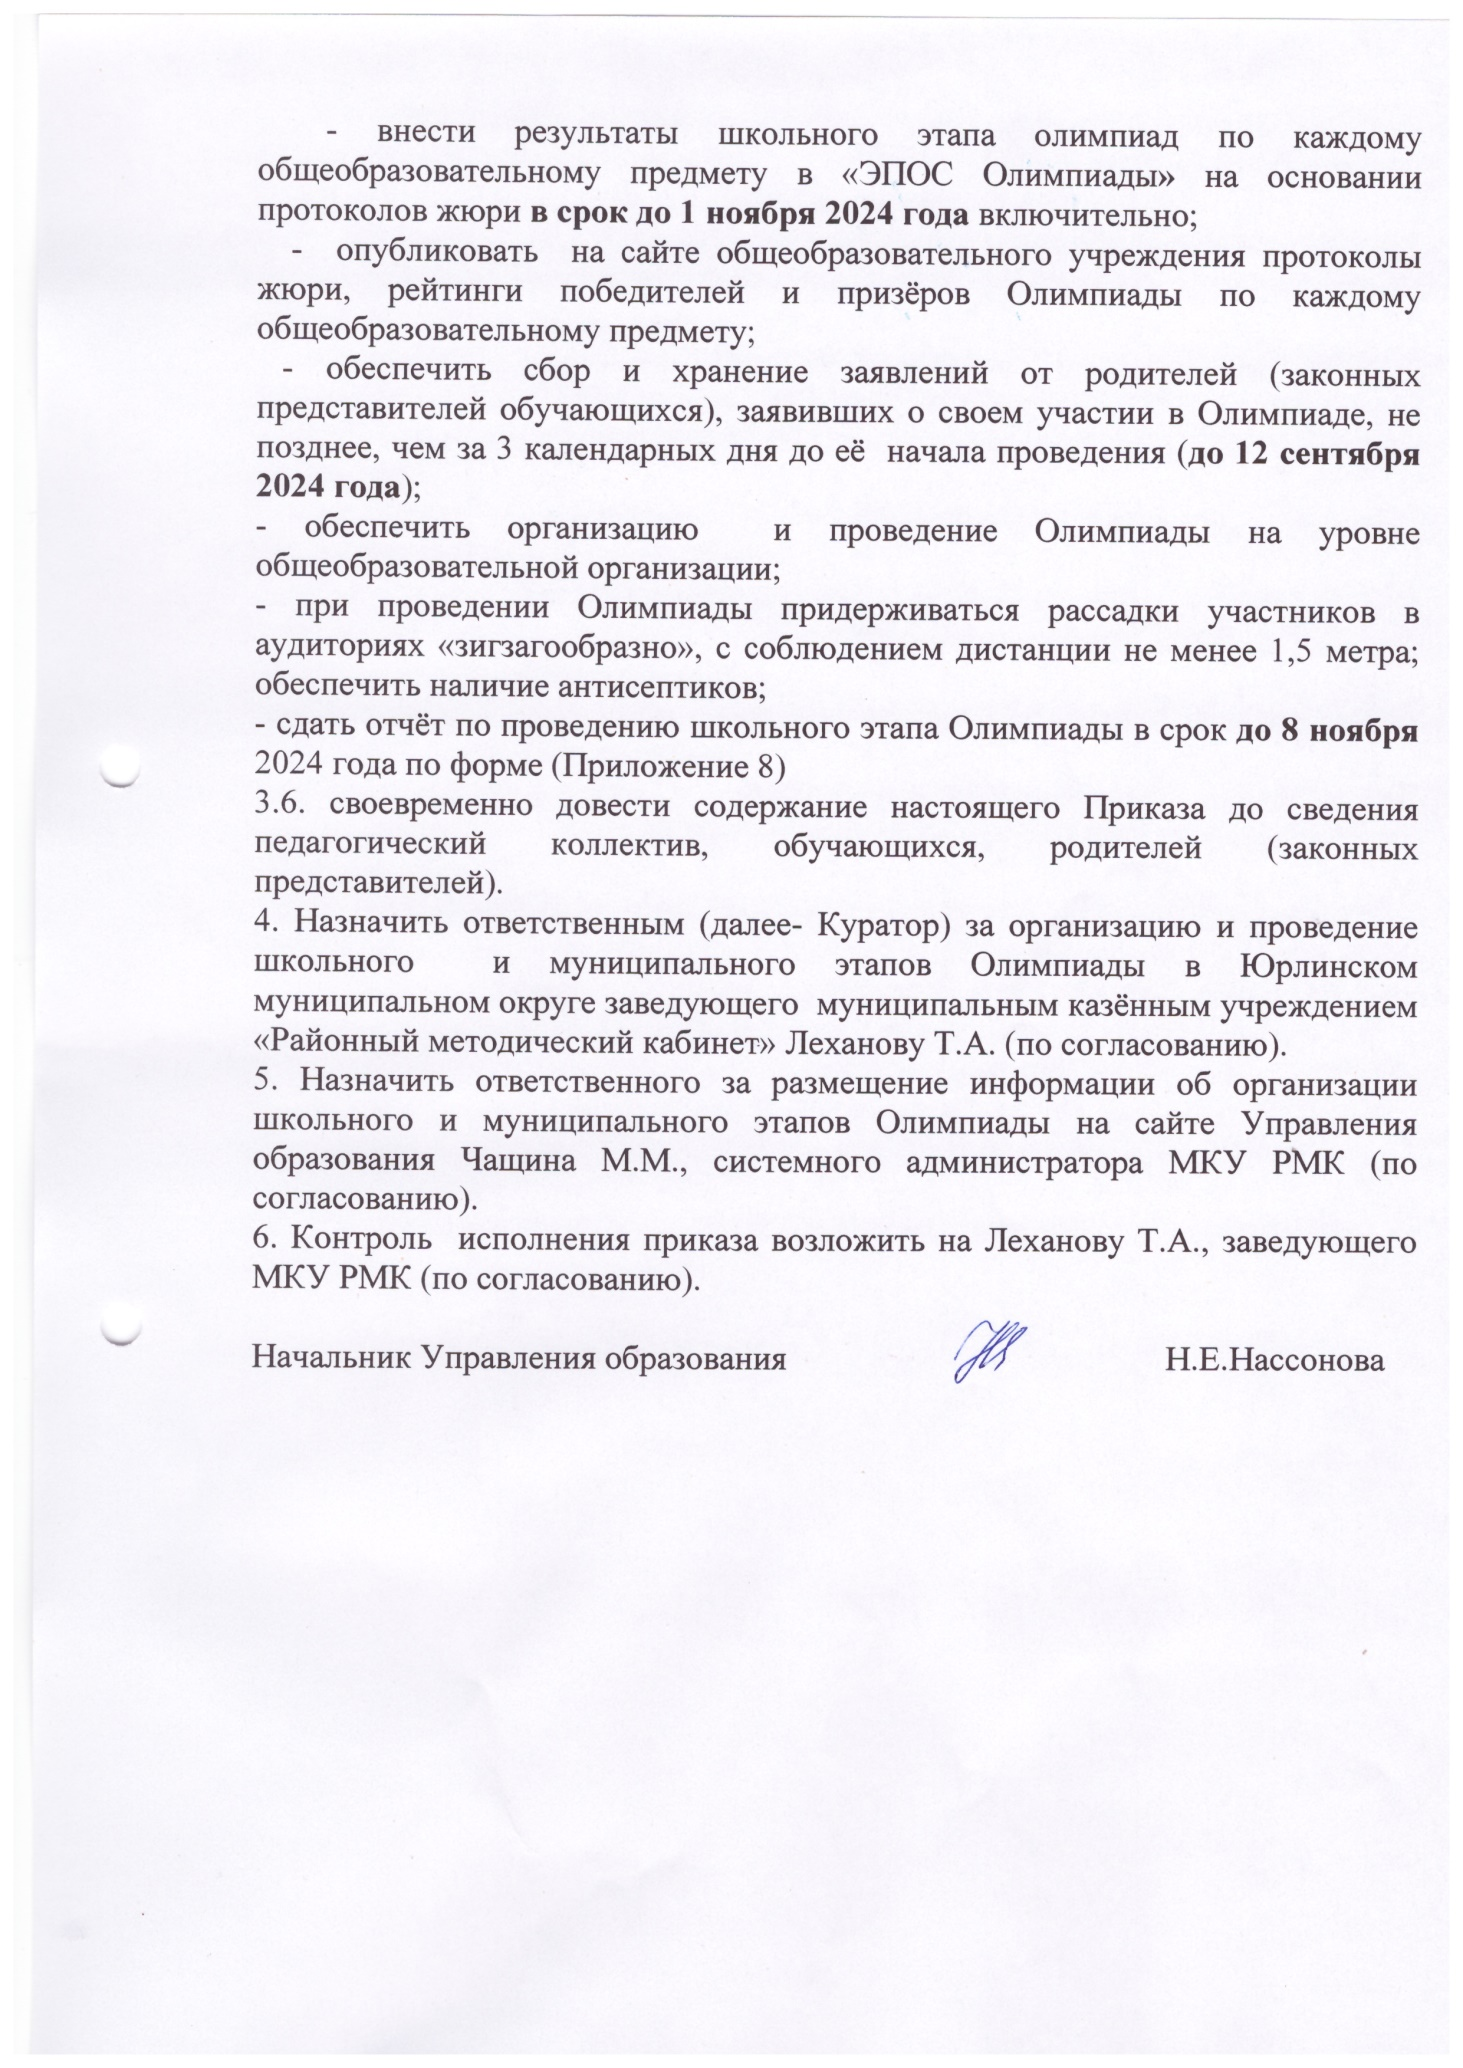 - внести результаты школьного этапа олимпиад по каждому
общеобразовательному предмету в «ЭПОС Олимпиады» на основании
протоколов жюри в срок до 1 ноября 2024 года включительно;
- опубликовать на сайте общеобразовательного учреждения протоколы
жюри, рейтинги победителей и призёров Олимпиады по каждому
общеобразовательному предмету;
- обеспечить сбор и хранение заявлений от родителей (законных
представителей обучающихся), заявивших о своем участии в Олимпиаде, не
позднее, чем за 3 календарных дня до её начала проведения (до 12 сентября
2024 года);
- обеспечить организацию и проведение Олимпиады на уровне
общеобразовательной организации;
- при проведении Олимпиады придерживаться рассадки участников в
аудиториях «зигзагообразно», с соблюдением дистанции не менее 1,5 метра;
обеспечить наличие антисептиков;
- сдать отчёт по проведению школьного этапа Олимпиады в срок до 8 ноября
2024 года по форме (Приложение 8)
3.6. своевременно довести содержание настоящего Приказа до сведения
педагогический коллектив, обучающихся, родителей (законных
представителей).
4. Назначить ответственным (далее- Куратор) за организацию и проведение
школьного и муниципального этапов Олимпиады в Юрлинском
муниципальном округе заведующего муниципальным казённым учреждением
«Районный методический кабинет» Леханову Т.А. (по согласованию).
5. Назначить ответственного за размещение информации об организации
школьного и муниципального этапов Олимпиады на сайте Управления
образования Чащина М.М., системного администратора МКУ РМК (по
согласованию).
6. Контроль исполнения приказа возложить на Леханову Т.А., заведующего
МКУ РМК (по согласованию).
Начальник Управления образования Н.Е.Нассонова